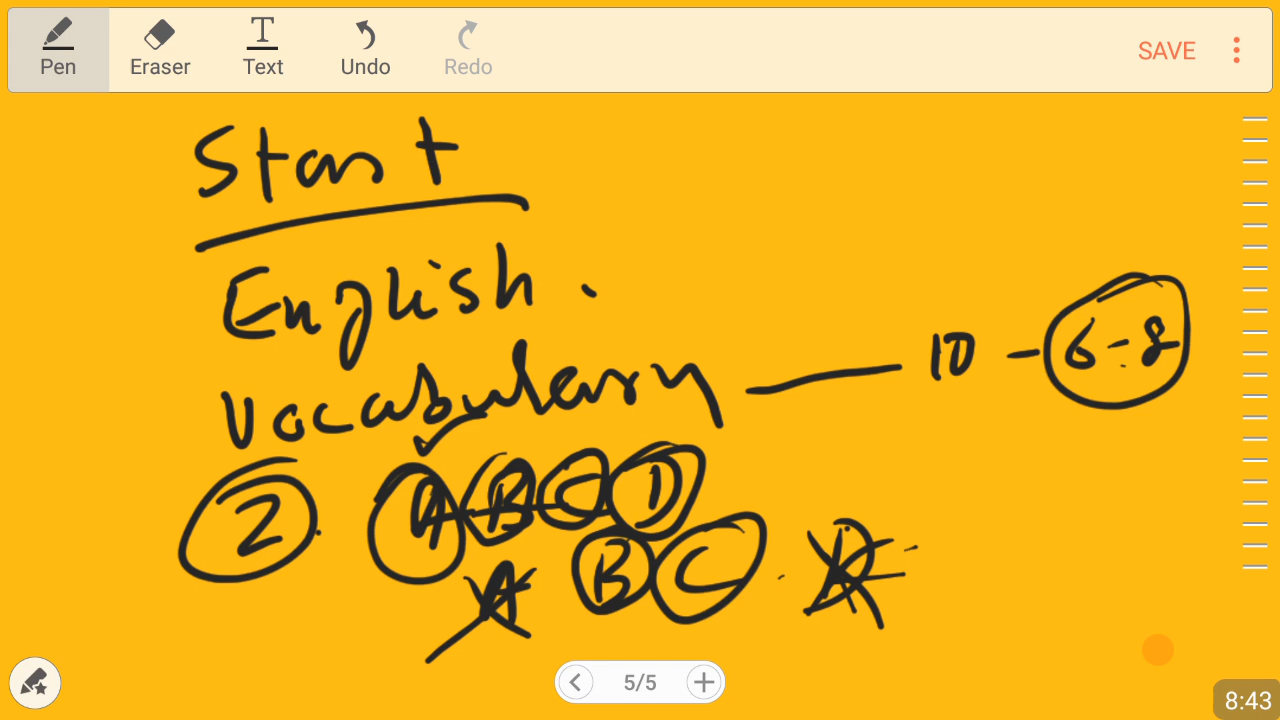 Pen Eraser Text Undo Redo SAVE
Start
English.
Vocabulary — 10 - 6-8
2 A B C D
A B C D
5/5
8:43